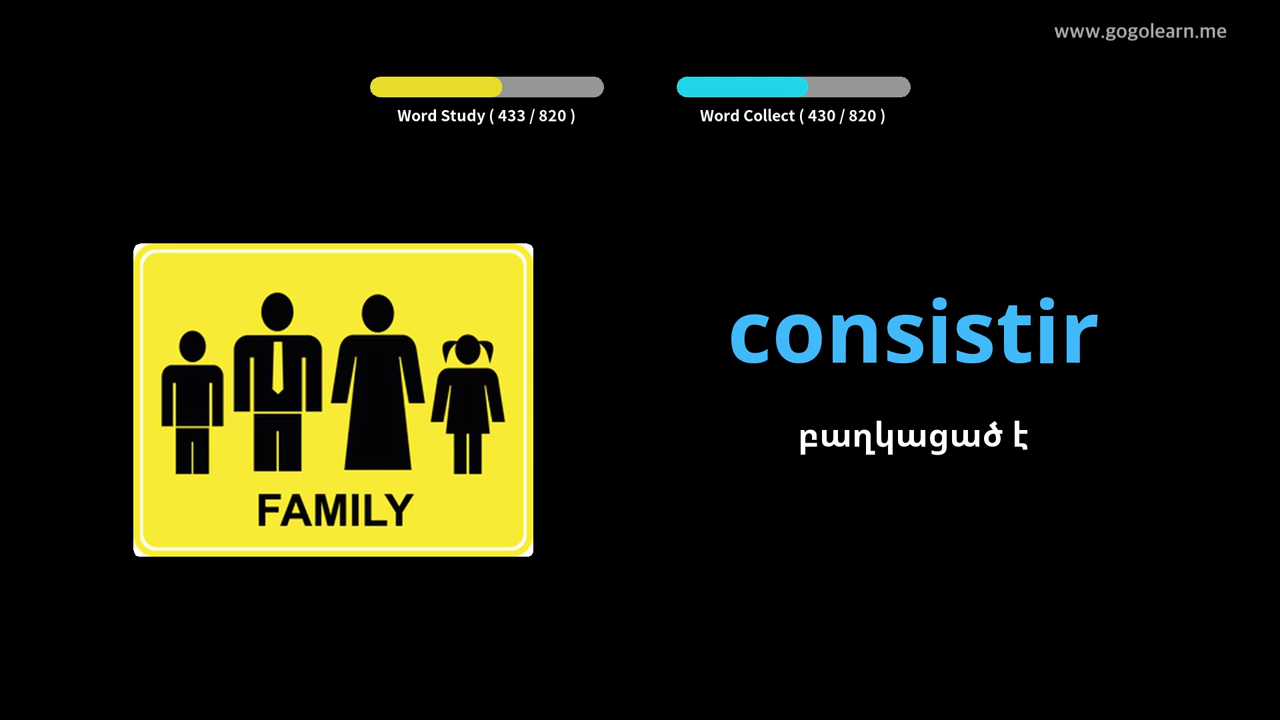 www.gogolearn.me
Word Study ( 433 / 820 )
Word Collect ( 430 / 820 )
consistir
բաղկացած է
FAMILY